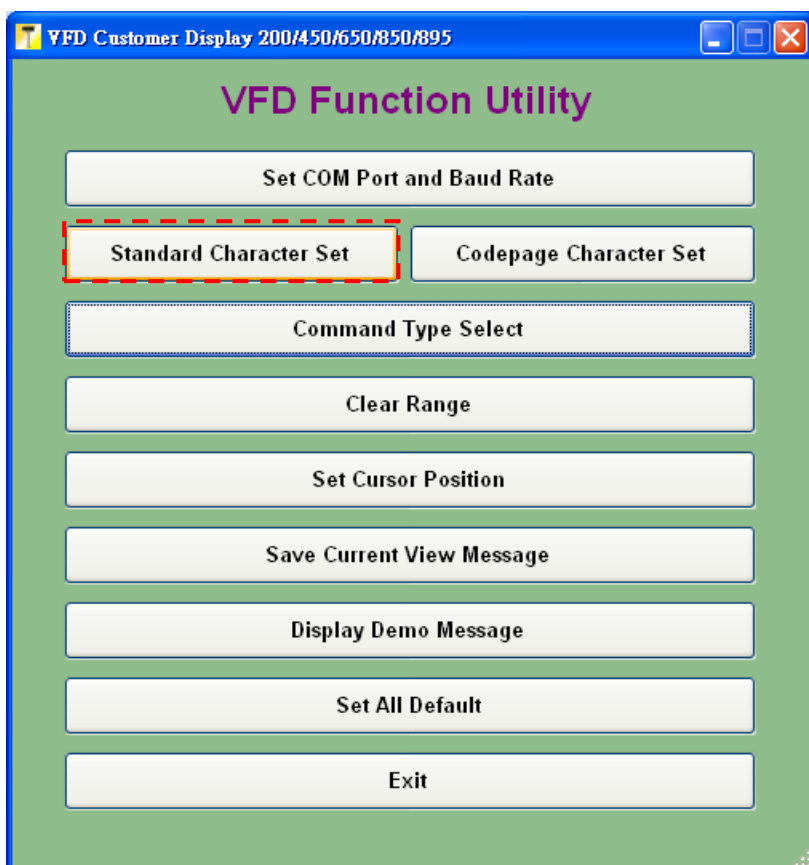 VFD Customer Display 200/450/650/850/895
VFD Function Utility
Set COM Port and Baud Rate
Standard Character Set
Codepage Character Set
Command Type Select
Clear Range
Set Cursor Position
Save Current View Message
Display Demo Message
Set All Default
Exit